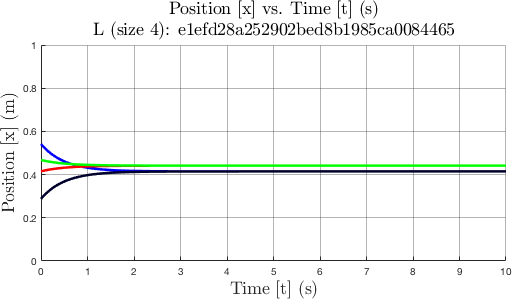 Position [x] vs. Time [t] (s)
L (size 4): e1efd28a252902bed8b1985ca0084465
Position [x] (m)
1
0.8
0.6
0.4
0.2
0
0 1 2 3 4 5 6 7 8 9 10
Time [t] (s)